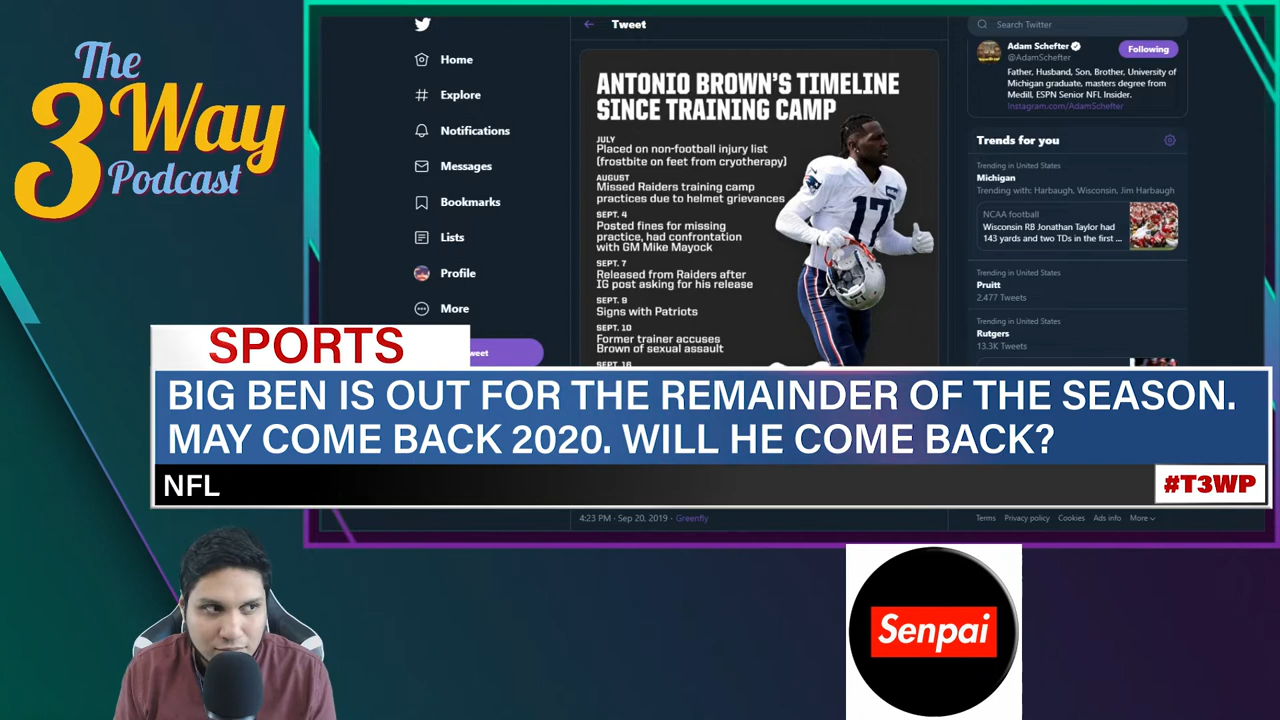 The
3 Way
Podcast
Home
Explore
Notifications
Messages
Bookmarks
Lists
Profile
More
Tweet
ANTONIO BROWN'S TIMELINE
SINCE TRAINING CAMP
JULY
Placed on non-football injury list
(frostbite on feet from cryotherapy)
AUGUST
Missed Raiders training camp
practices due to helmet grievances
SEPT. 4
Posted fines for missing
practice, had confrontation
with GM Mike Mayock
SEPT. 7
Released from Raiders after
IG post asking for his release
SEPT. 9
Signs with Patriots
SEPT. 10
Former trainer accuses
Brown of sexual assault
SEPT. 16
17
4:23 PM · Sep 20, 2019 · Greenfly
Search Twitter
Adam Schefter
@AdamSchefter
Following
Father, Husband, Son, Brother, University of
Michigan graduate, masters degree from
Medill, ESPN Senior NFL Insider.
Instagram.com/AdamSchefter
Trends for you
Trending in United States
Michigan
Trending with: Harbaugh, Wisconsin, Jim Harbaugh
NCAA football
Wisconsin RB Jonathan Taylor had
143 yards and two TDs in the first ...
Trending in United States
Pruitt
2,477 Tweets
Trending in United States
Rutgers
13.3K Tweets
Terms Privacy policy Cookies Ads info More
SPORTS
BIG BEN IS OUT FOR THE REMAINDER OF THE SEASON.
MAY COME BACK 2020. WILL HE COME BACK?
NFL
#T3WP
Senpai